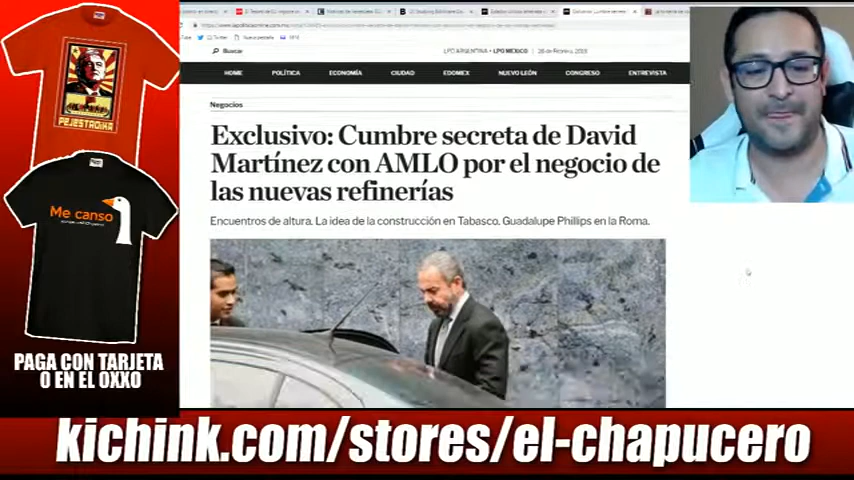 Buscar
LPO ARGENTINA • LPO MÉXICO
HOME POLÍTICA ECONOMÍA CIUDAD EDOMEX NUEVO LEÓN CONGRESO ENTREVISTA
Negocios
Exclusivo: Cumbre secreta de David
Martínez con AMLO por el negocio de
las nuevas refinerías
Encuentros de altura. La idea de la construcción en Tabasco. Guadalupe Phillips en la Roma.
PEJESTROIKA
Me canso
PAGA CON TARJETA
O EN EL OXXO
kichink.com/stores/el-chapucero